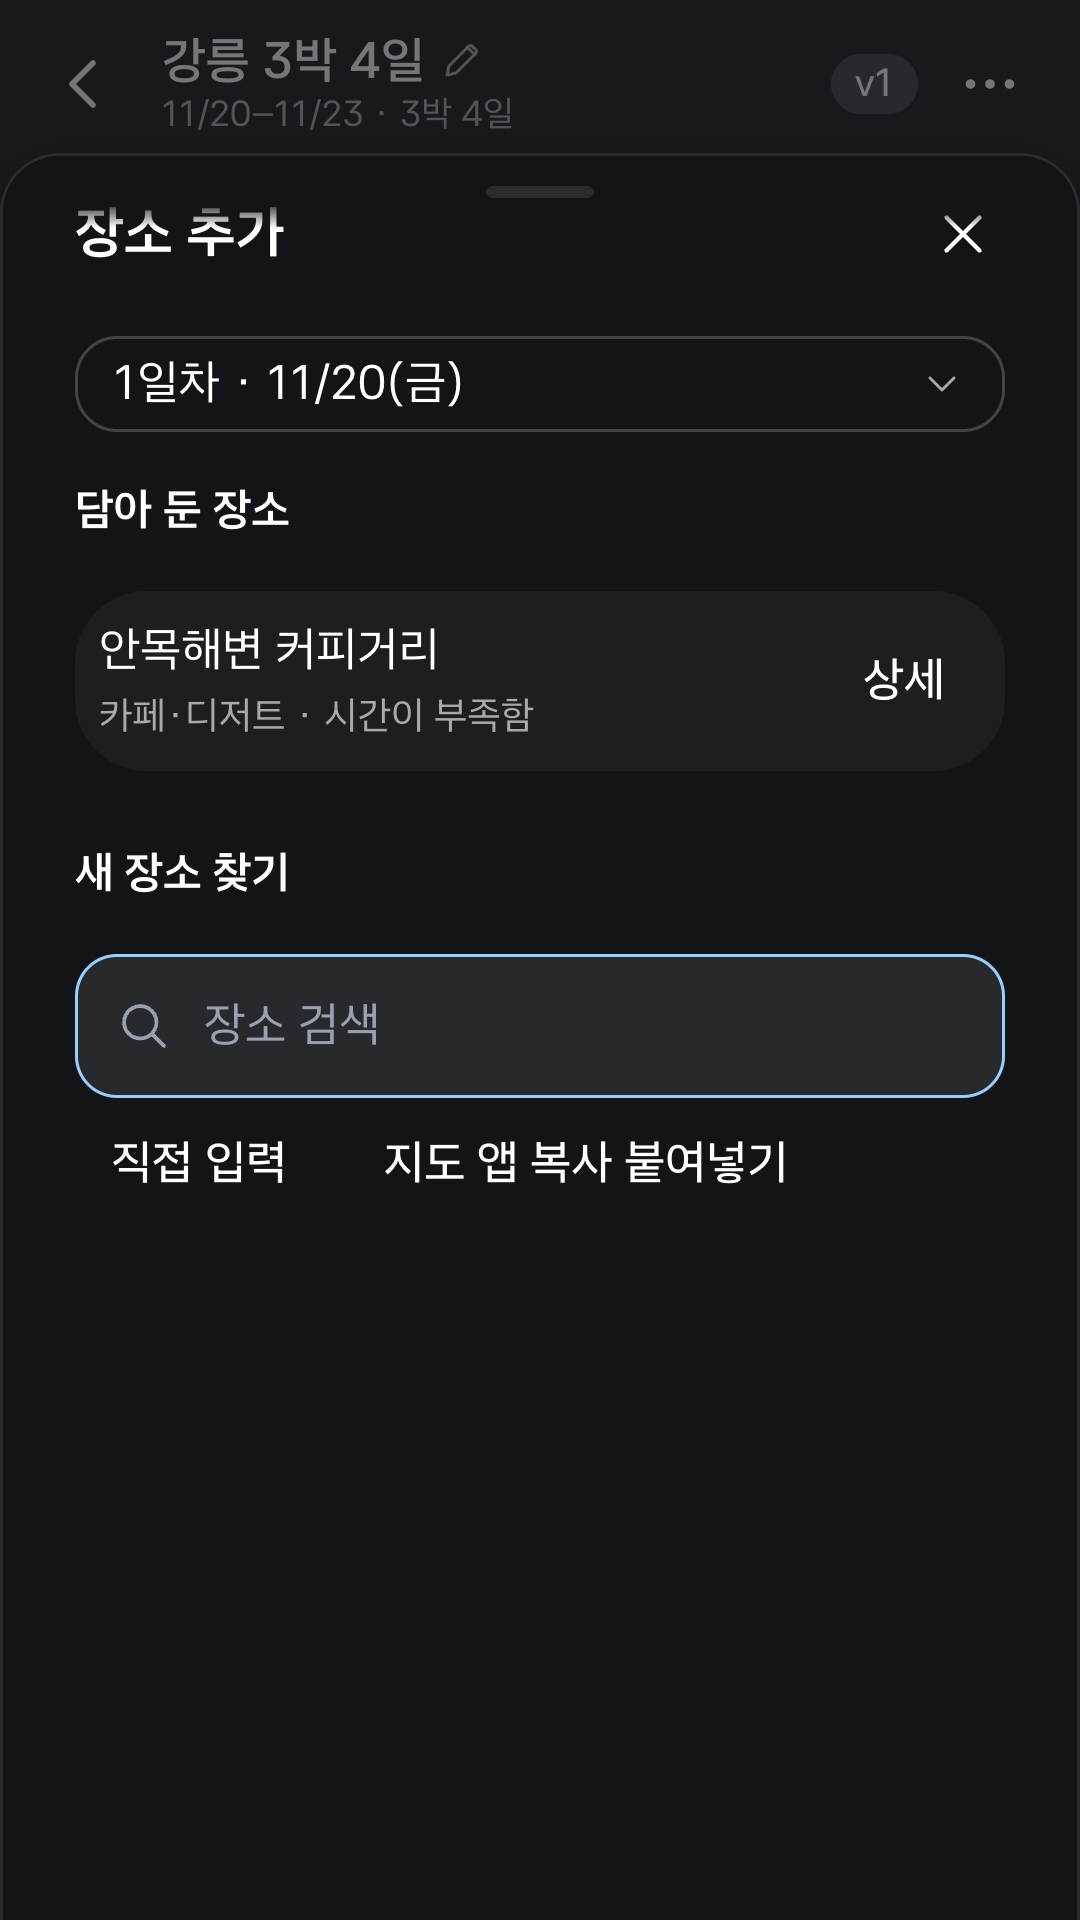 강릉 3박 4일
v1
11/20–11/23 · 3박 4일
장소 추가
1일차 · 11/20(금)
담아 둔 장소
안목해변 커피거리
상세
카페·디저트 · 시간이 부족함
새 장소 찾기
장소 검색
직접 입력 지도 앱 복사 붙여넣기